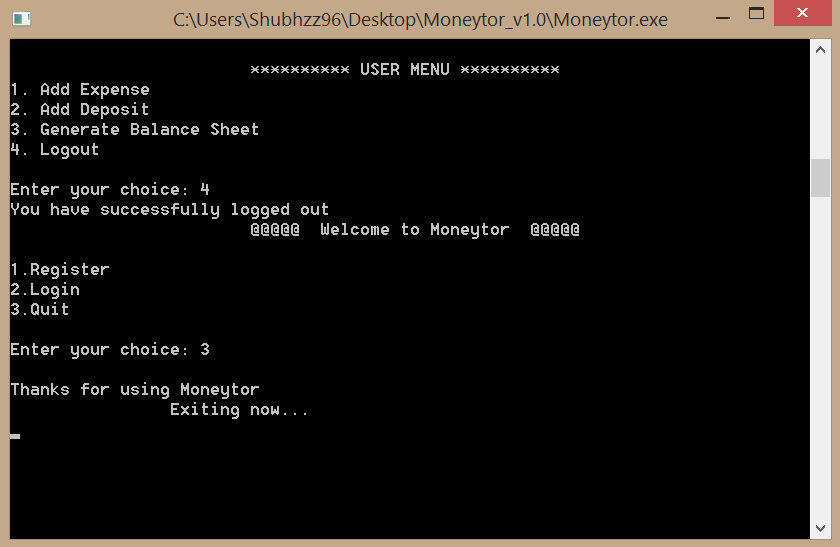 C:\Users\Shubhzz96\Desktop\Moneytor_v1.0\Moneytor.exe
********** USER MENU **********
1. Add Expense
2. Add Deposit
3. Generate Balance Sheet
4. Logout
Enter your choice: 4
You have successfully logged out
@@@@@  Welcome to Moneytor  @@@@@
1.Register
2.Login
3.Quit
Enter your choice: 3
Thanks for using Moneytor
Exiting now...